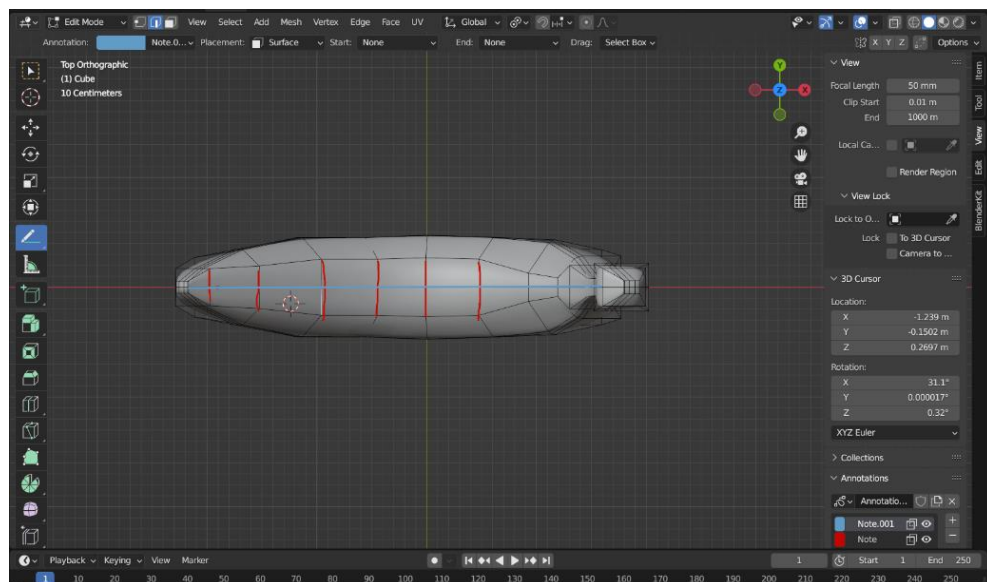 Edit Mode View Select Add Mesh Vertex Edge Face UV Global
Annotation: Note.0... Placement: Surface Start: None End: None Drag: Select Box X Y Z Options
Top Orthographic
(1) Cube
10 Centimeters
Y
Z
X
View
Focal Length 50 mm
Clip Start 0.01 m
End 1000 m
Local Ca...
Render Region
View Lock
Lock to O...
Lock To 3D Cursor
Camera to ...
3D Cursor
Location:
X -1.239 m
Y -0.1502 m
Z 0.2697 m
Rotation:
X 31.1°
Y 0.000017°
Z 0.32°
XYZ Euler
Collections
Annotations
Annotatio...
Note.001
Note
Item
Tool
View
Edit
BlenderKit
Playback Keying View Marker 1 Start 1 End 250
1 10 20 30 40 50 60 70 80 90 100 110 120 130 140 150 160 170 180 190 200 210 220 230 240 250